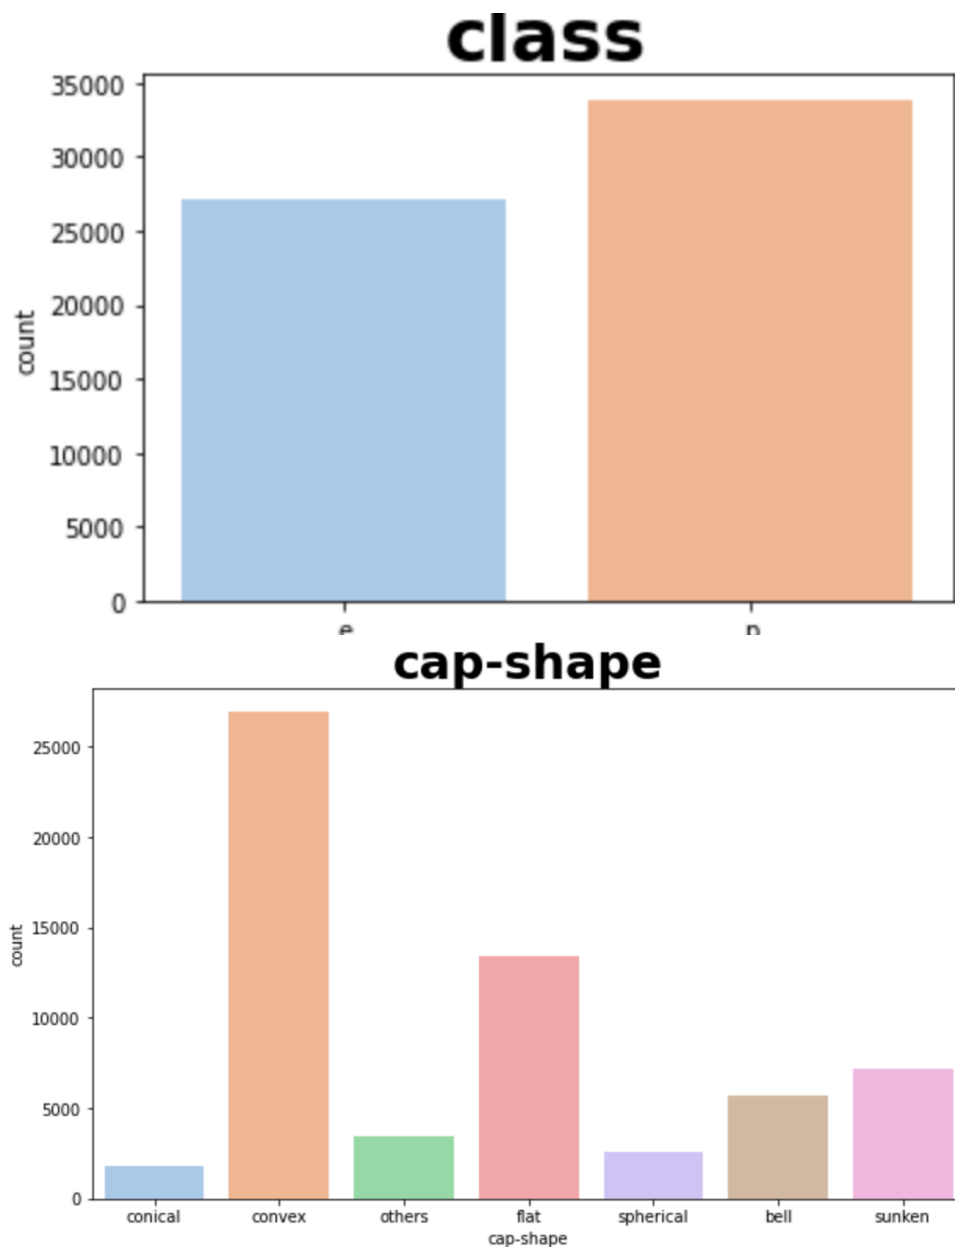 class
35000
30000
25000
20000
15000
10000
5000
0
count
e
p
cap-shape
25000
20000
15000
10000
5000
0
count
conical convex others flat spherical bell sunken
cap-shape